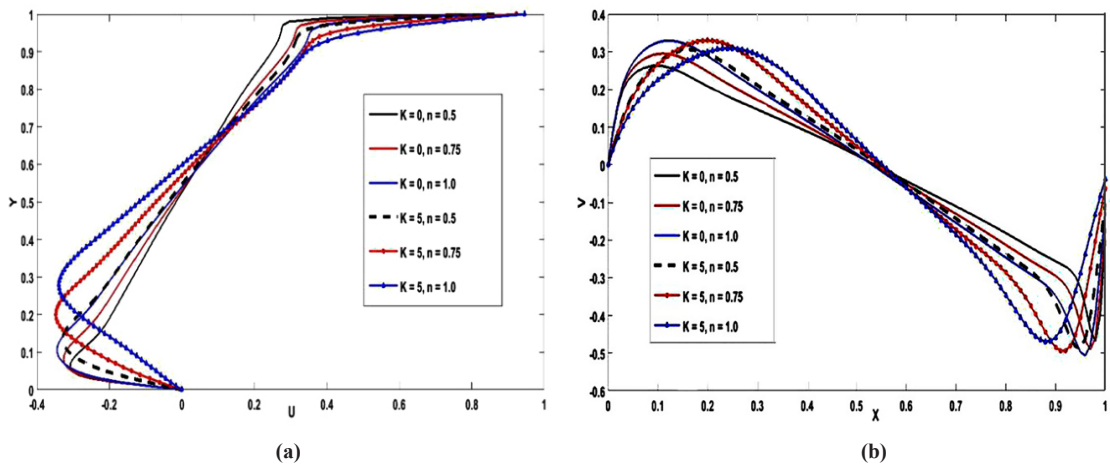 1
0.9
0.8
0.7
0.6
0.5
0.4
0.3
0.2
0.1
0
Y
-0.4
-0.2
0
0.2
0.4
0.6
0.8
1
U
K = 0, n = 0.5
K = 0, n = 0.75
K = 0, n = 1.0
K = 5, n = 0.5
K = 5, n = 0.75
K = 5, n = 1.0
(a)
0.4
0.3
0.2
0.1
0
-0.1
-0.2
-0.3
-0.4
-0.5
-0.6
V
0
0.1
0.2
0.3
0.4
0.5
0.6
0.7
0.8
0.9
1
X
K = 0, n = 0.5
K = 0, n = 0.75
K = 0, n = 1.0
K = 5, n = 0.5
K = 5, n = 0.75
K = 5, n = 1.0
(b)